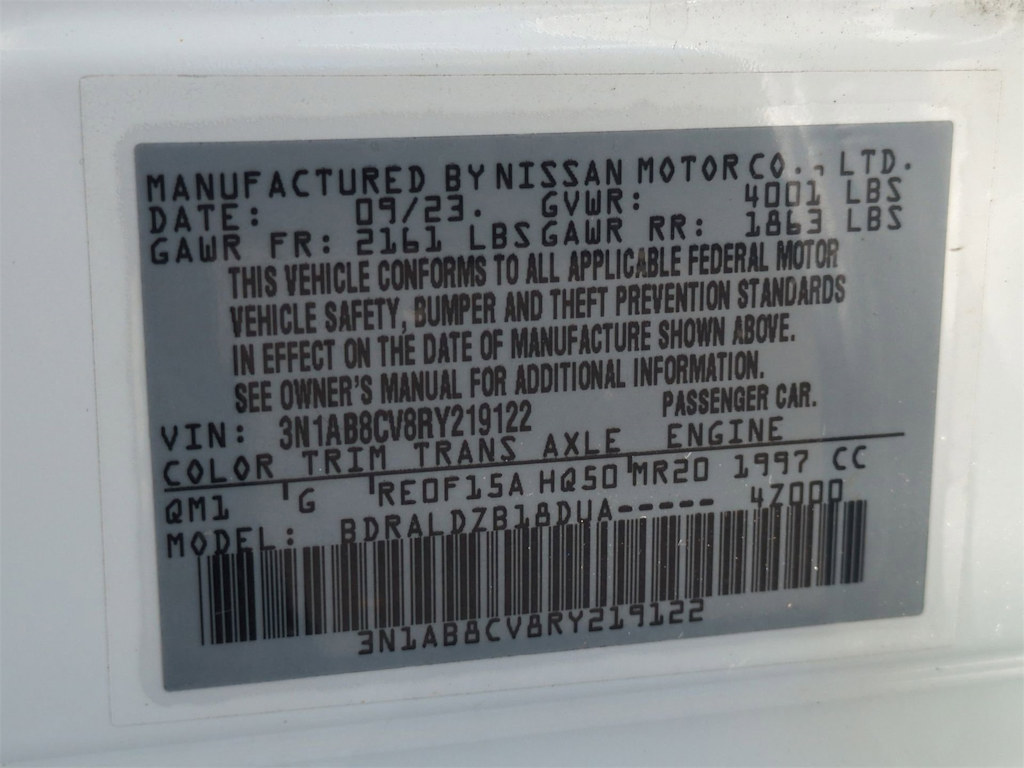 MANUFACTURED BY NISSAN MOTOR CO., LTD.
DATE: 09/23. GVWR: 4001 LBS
GAWR FR: 2161 LBS GAWR RR: 1863 LBS
THIS VEHICLE CONFORMS TO ALL APPLICABLE FEDERAL MOTOR
VEHICLE SAFETY, BUMPER AND THEFT PREVENTION STANDARDS
IN EFFECT ON THE DATE OF MANUFACTURE SHOWN ABOVE.
SEE OWNER'S MANUAL FOR ADDITIONAL INFORMATION.
VIN: 3N1AB8CV8RY219122 PASSENGER CAR.
COLOR TRIM TRANS AXLE ENGINE
QM1 G RE0F15A HQ50 MR20 1997 CC
MODEL: BDRALDZB18DUA----- 4Z000
3N1AB8CV8RY219122